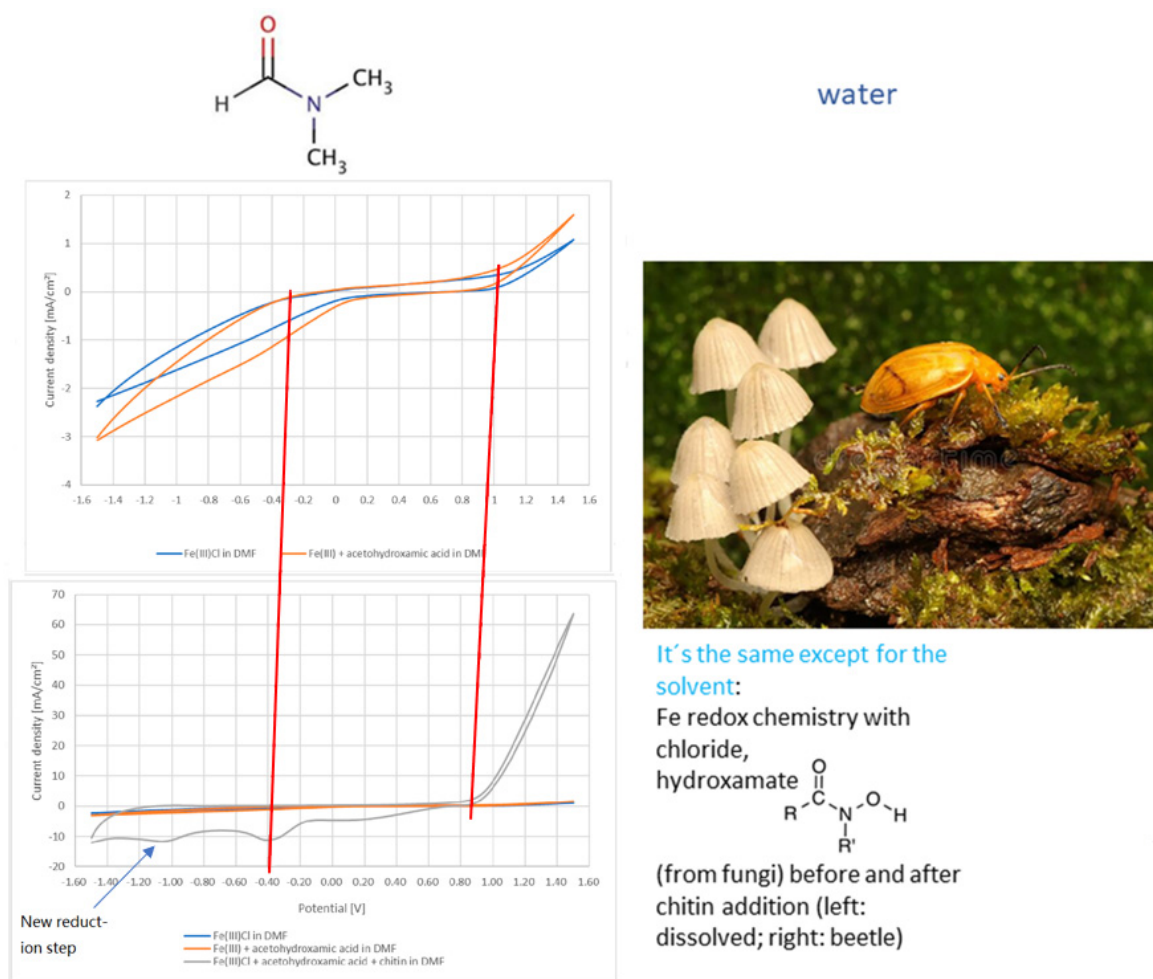 O
H
N
CH3
CH3
water
2
1
0
-1
-2
-3
-4
Current density [mA/cm²]
-1.6 -1.4 -1.2 -1 -0.8 -0.6 -0.4 -0.2 0 0.2 0.4 0.6 0.8 1 1.2 1.4 1.6
Fe(III)Cl in DMF Fe(III) + acetohydroxamic acid in DMF
70
60
50
40
30
20
10
0
-10
-20
Current density [mA/cm²]
-1.60 -1.40 -1.20 -1.00 -0.80 -0.60 -0.40 -0.20 0.00 0.20 0.40 0.60 0.80 1.00 1.20 1.40 1.60
Potential [V]
New reduct-
ion step
Fe(III)Cl in DMF
Fe(III) + acetohydroxamic acid in DMF
Fe(III)Cl + acetohydroxamic acid + chitin in DMF
It´s the same except for the
solvent:
Fe redox chemistry with
chloride,
hydroxamate
O
R C N O H
R'
(from fungi) before and after
chitin addition (left:
dissolved; right: beetle)